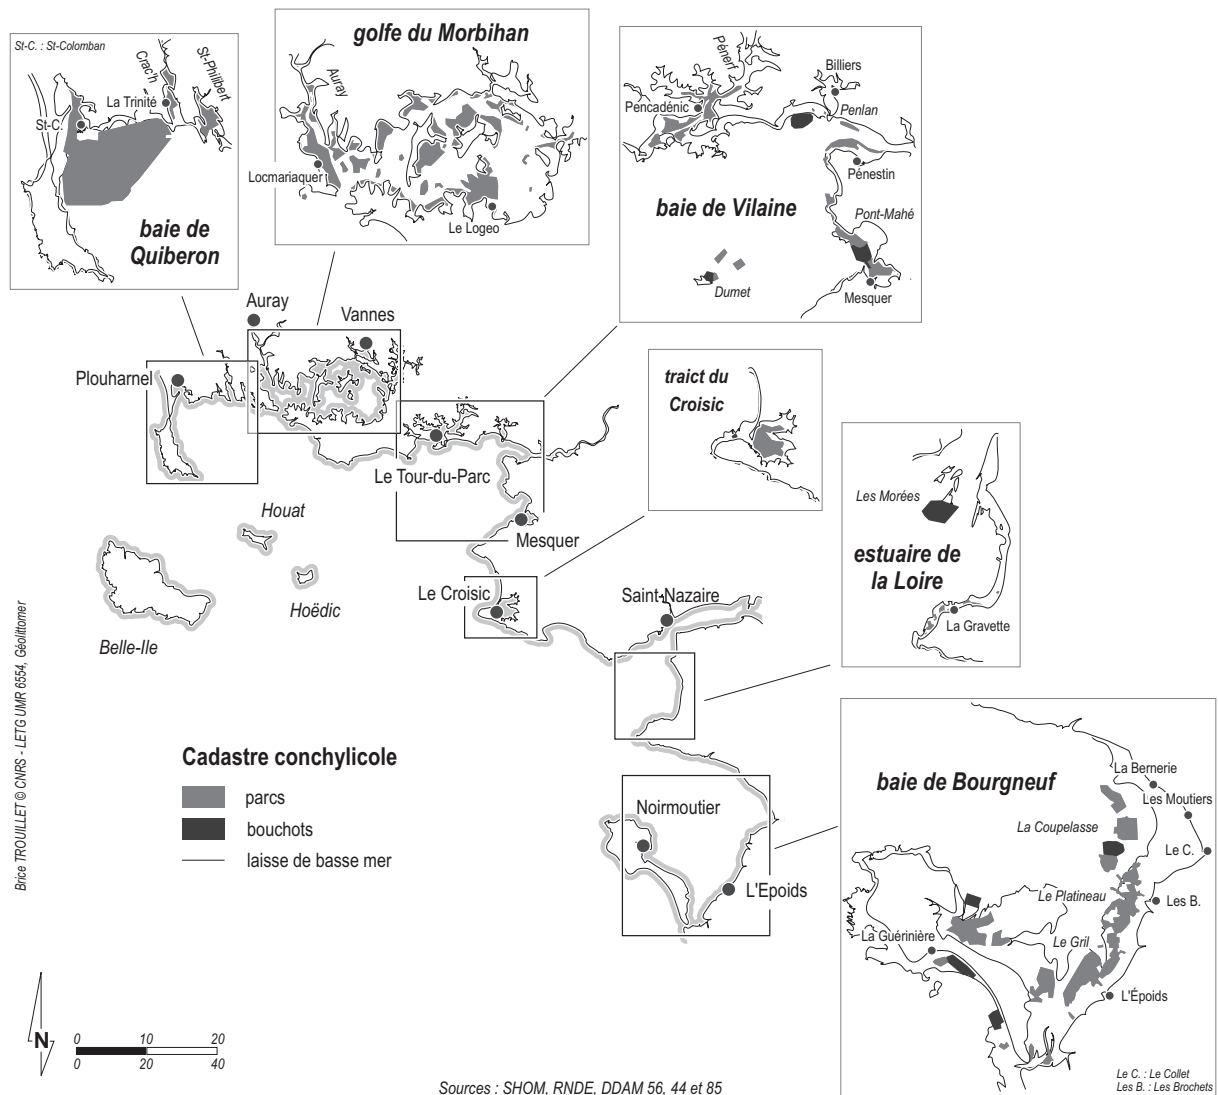 St-C. : St-Colomban
Crac'h
St-Philibert
La Trinité
St-C.
baie de
Quiberon
golfe du Morbihan
Auray
Locmariaquer
Le Logeo
Pénerf
Billiers
Pencadénic
Penlan
Pénestin
baie de Vilaine
Pont-Mahé
Dumet
Mesquer
Auray
Vannes
Plouharnel
Le Tour-du-Parc
Mesquer
Houat
Hoëdic
Belle-Ile
Le Croisic
Saint-Nazaire
Noirmoutier
L'Epoids
traict du
Croisic
Les Morées
estuaire de
la Loire
La Gravette
baie de Bourgneuf
La Bernerie
Les Moutiers
La Coupelasse
Le C.
Le Platineau
Les B.
La Guérinière
Le Gril
L'Époids
Le C. : Le Collet
Les B. : Les Brochets
Cadastre conchylicole
parcs
bouchots
laisse de basse mer
Brice TROUILLET © CNRS - LETG UMR 6554, Géolittomer
N
0 10 20
0 20 40
Sources : SHOM, RNDE, DDAM 56, 44 et 85